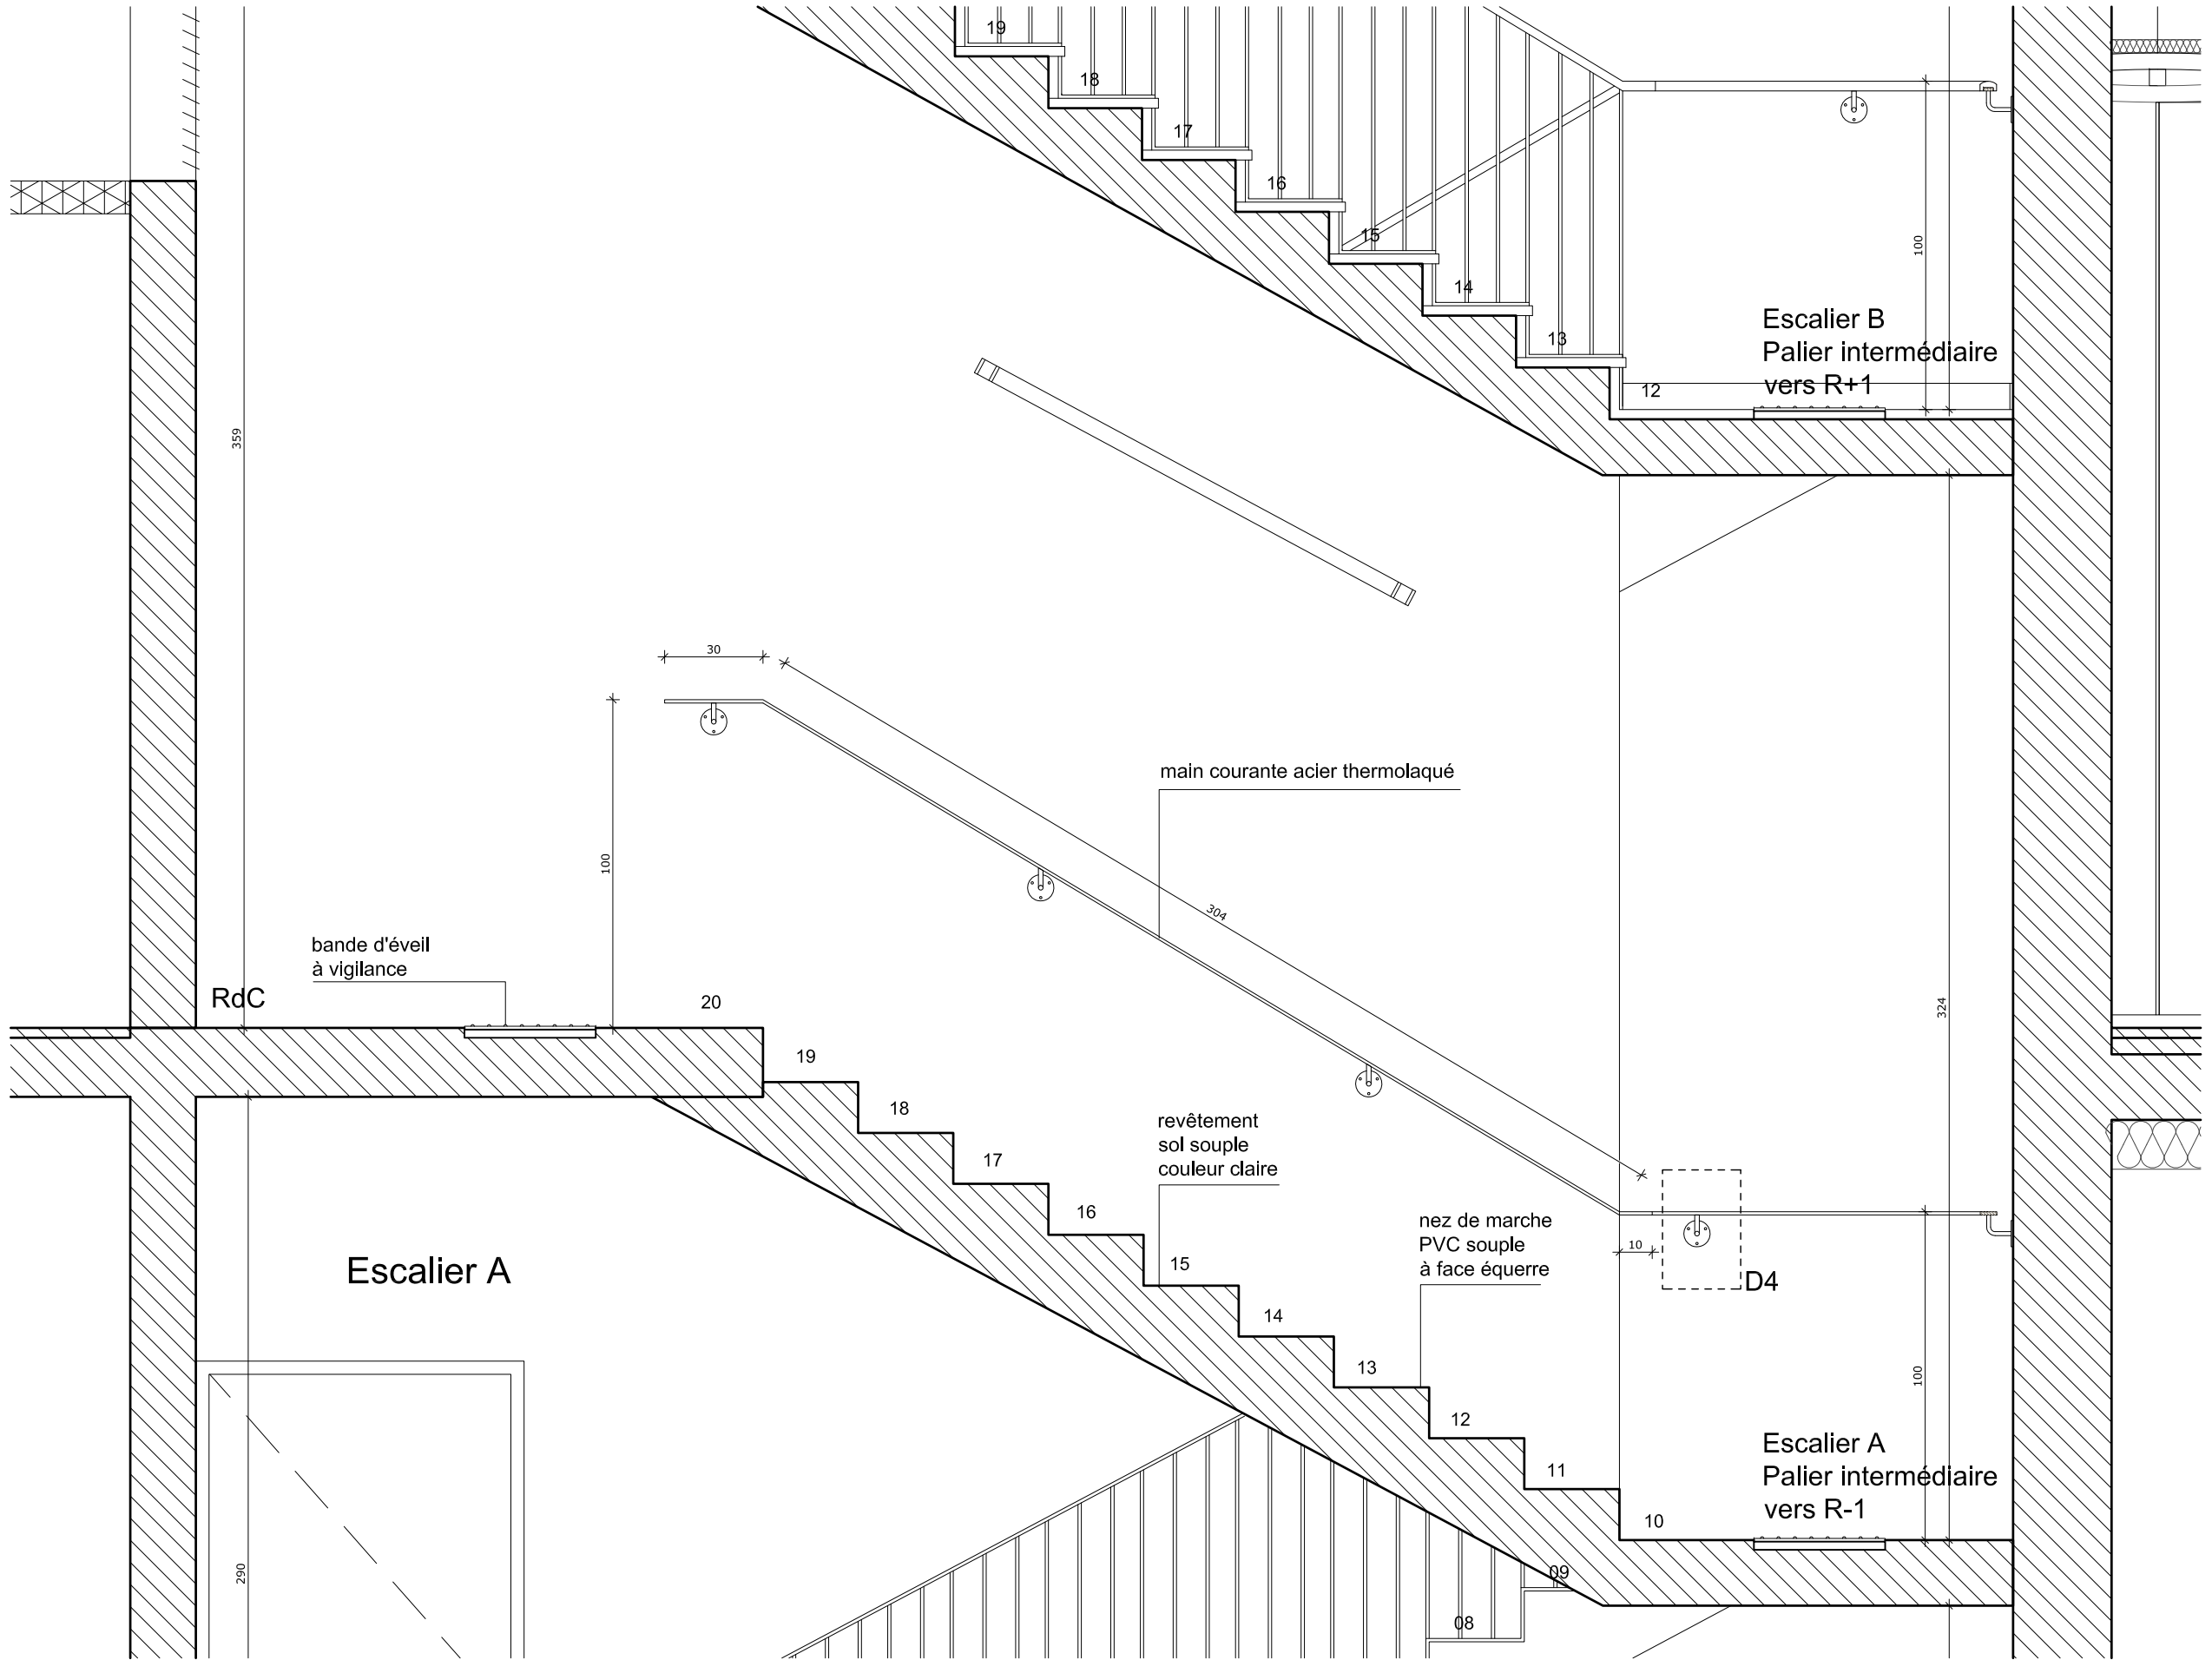 19
18
17
16
15
14
13
12
100
Escalier B
Palier intermédiaire
vers R+1
359
30
100
304
main courante acier thermolaqué
bande d'éveil
à vigilance
RdC
20
19
18
17
16
15
14
13
12
11
10
09
08
324
revêtement
sol souple
couleur claire
nez de marche
PVC souple
à face équerre
10
D4
100
Escalier A
290
Escalier A
Palier intermédiaire
vers R-1